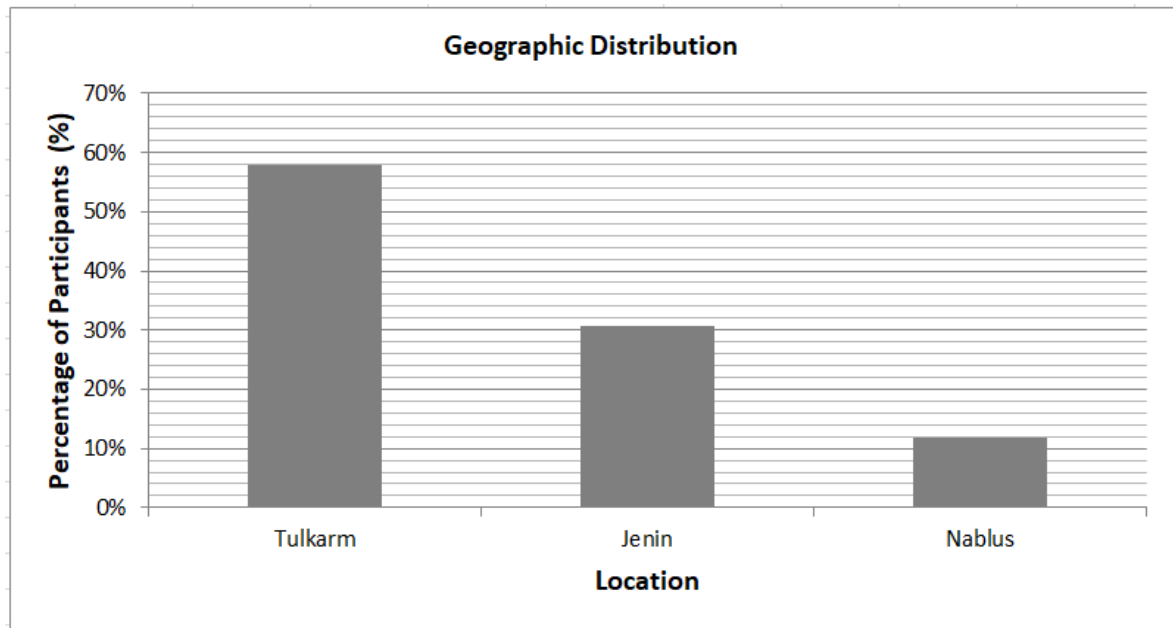 Geographic Distribution
Percentage of Participants (%)
70%
60%
50%
40%
30%
20%
10%
0%
Tulkarm
Jenin
Nablus
Location